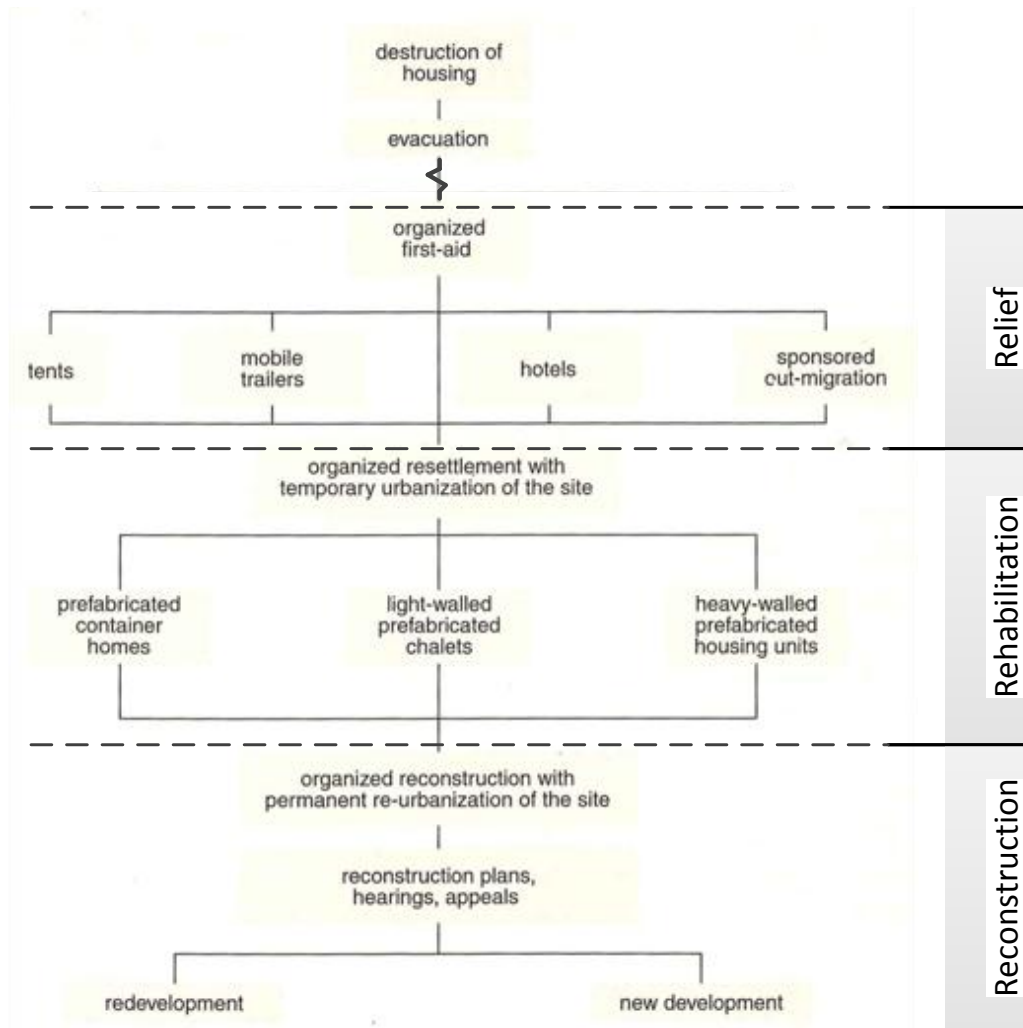 destruction of
housing
evacuation
organized
first-aid
Relief
tents
mobile
trailers
hotels
sponsored
out-migration
organized resettlement with
temporary urbanization of the site
Rehabilitation
prefabricated
container
homes
light-walled
prefabricated
chalets
heavy-walled
prefabricated
housing units
organized reconstruction with
permanent re-urbanization of the site
Reconstruction
reconstruction plans,
hearings, appeals
redevelopment
new development